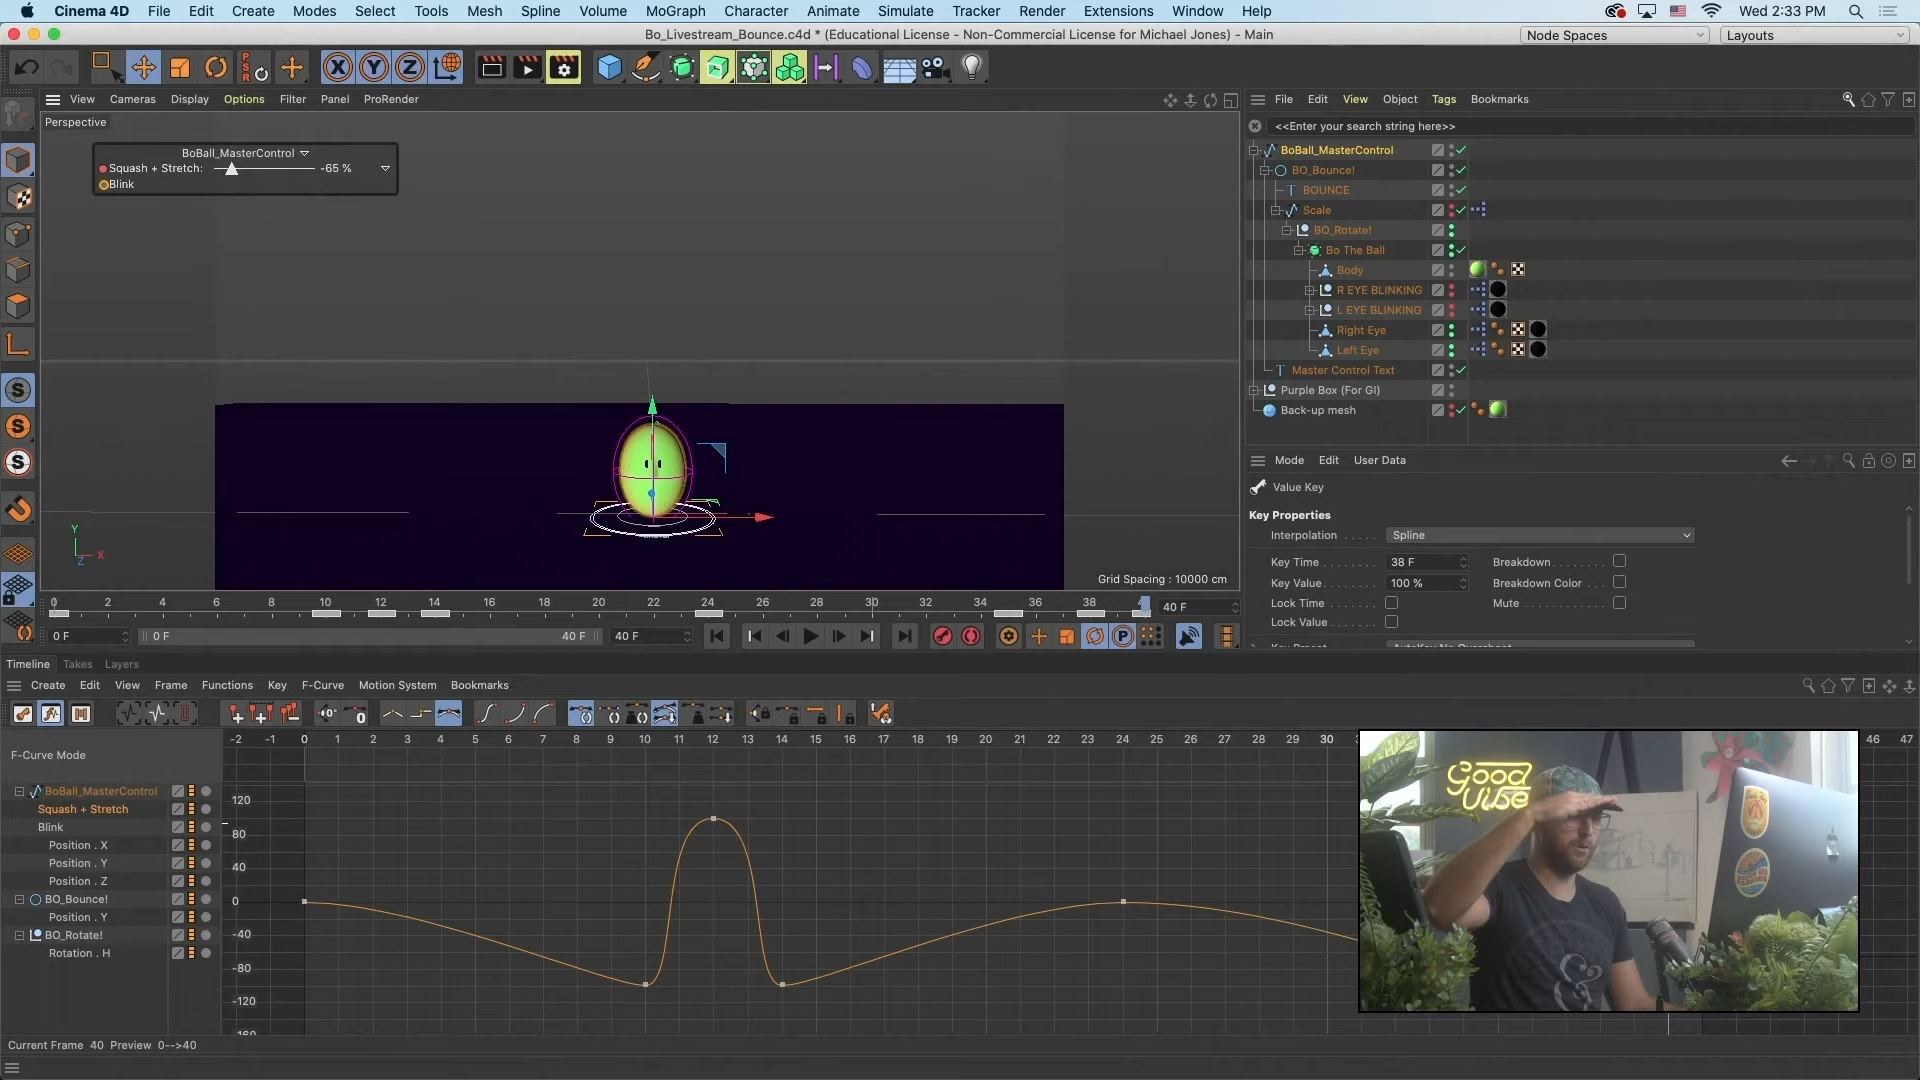 Cinema 4D File Edit Create Modes Select Tools Mesh Spline Volume MoGraph Character Animate Simulate Tracker Render Extensions Window Help Wed 2:33 PM
Bo_Livestream_Bounce.c4d * (Educational License - Non-Commercial License for Michael Jones) - Main
Node Spaces Layouts
PSR X Y Z
View Cameras Display Options Filter Panel ProRender
Perspective
BoBall_MasterControl
Squash + Stretch: -65 %
Blink
Y
X
Z
Grid Spacing : 10000 cm
File Edit View Object Tags Bookmarks
<<Enter your search string here>>
BoBall_MasterControl
BO_Bounce!
BOUNCE
Scale
BO_Rotate!
Bo The Ball
Body
R EYE BLINKING
L EYE BLINKING
Right Eye
Left Eye
Master Control Text
Purple Box (For GI)
Back-up mesh
Mode Edit User Data
Value Key
Key Properties
Interpolation Spline
Key Time 38 F Breakdown
Key Value 100 % Breakdown Color
Lock Time Mute
Lock Value
0 2 4 6 8 10 12 14 16 18 20 22 24 26 28 30 32 34 36 38 40 F
0 F 0 F 40 F 40 F
Timeline Takes Layers
Create Edit View Frame Functions Key F-Curve Motion System Bookmarks
F-Curve Mode
-2 -1 0 1 2 3 4 5 6 7 8 9 10 11 12 13 14 15 16 17 18 19 20 21 22 23 24 25 26 27 28 29 30 46 47
BoBall_MasterControl
Squash + Stretch
Blink
Position . X
Position . Y
Position . Z
BO_Bounce!
Position . Y
BO_Rotate!
Rotation . H
120
80
40
0
-40
-80
-120
Good
Vibe
Current Frame 40 Preview 0-->40